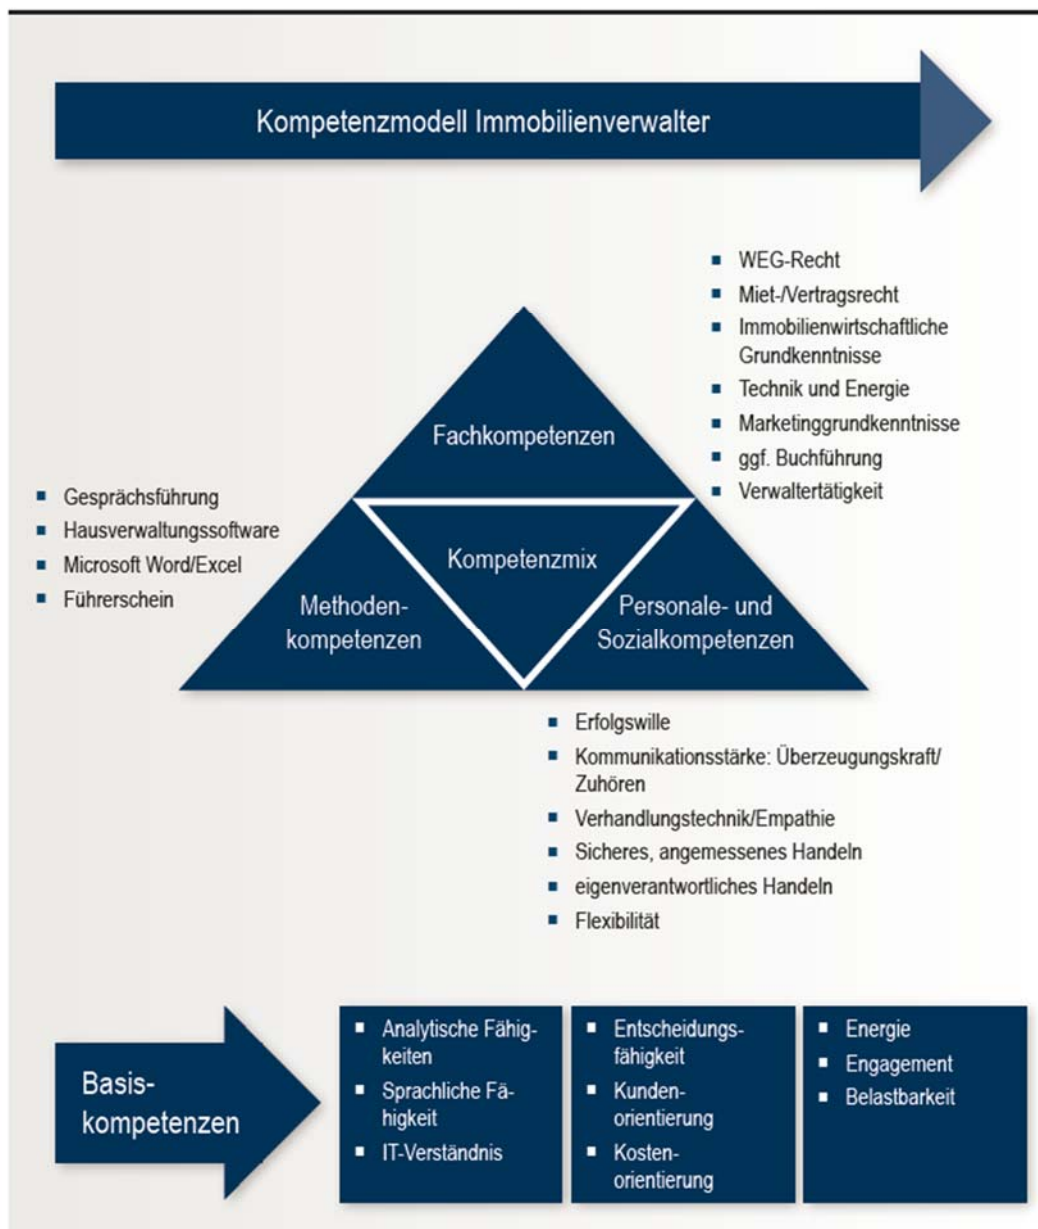 Kompetenzmodell Immobilienverwalter
WEG-Recht
Miet-/Vertragsrecht
Immobilienwirtschaftliche
Grundkenntnisse
Technik und Energie
Marketinggrundkenntnisse
ggf. Buchführung
Verwaltertätigkeit
Fachkompetenzen
Gesprächsführung
Hausverwaltungssoftware
Microsoft Word/Excel
Führerschein
Kompetenzmix
Methoden-
kompetenzen
Personale- und
Sozialkompetenzen
Erfolgswille
Kommunikationsstärke: Überzeugungskraft/
Zuhören
Verhandlungstechnik/Empathie
Sicheres, angemessenes Handeln
eigenverantwortliches Handeln
Flexibilität
Basis-
kompetenzen
Analytische Fähig-
keiten
Sprachliche Fä-
higkeit
IT-Verständnis
Entscheidungs-
fähigkeit
Kunden-
orientierung
Kosten-
orientierung
Energie
Engagement
Belastbarkeit